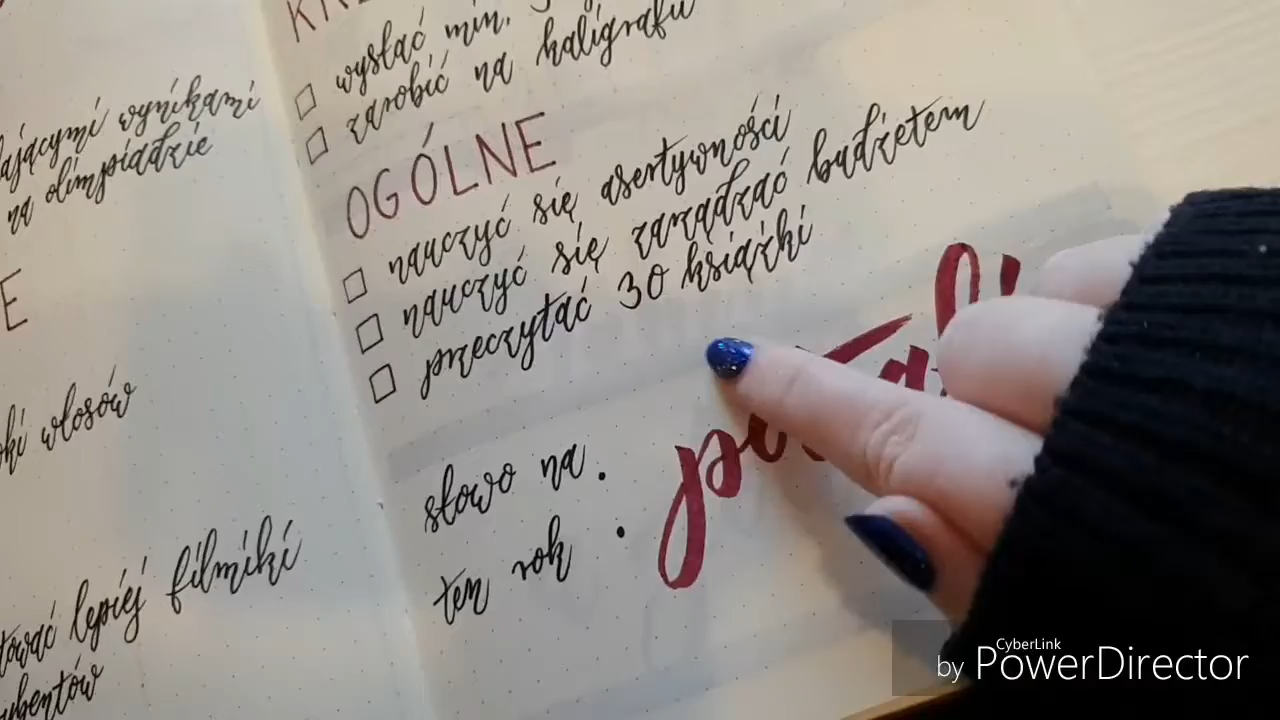 wysłać min.
zarobić na kaligrafii
OGÓLNE
nauczyć się asertywności
nauczyć się zarządzać budżetem
przeczytać 30 książki
słowo na
ten rok :
wynikami
na olimpiadzie
E
włosów
lepiej filmiki
CyberLink
by PowerDirector